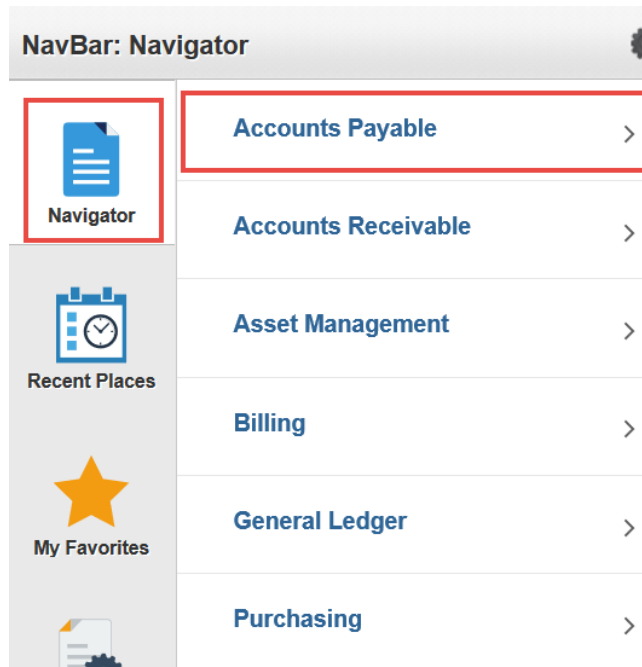 NavBar: Navigator
Navigator
Accounts Payable
Accounts Receivable
Recent Places
Asset Management
Billing
My Favorites
General Ledger
Purchasing